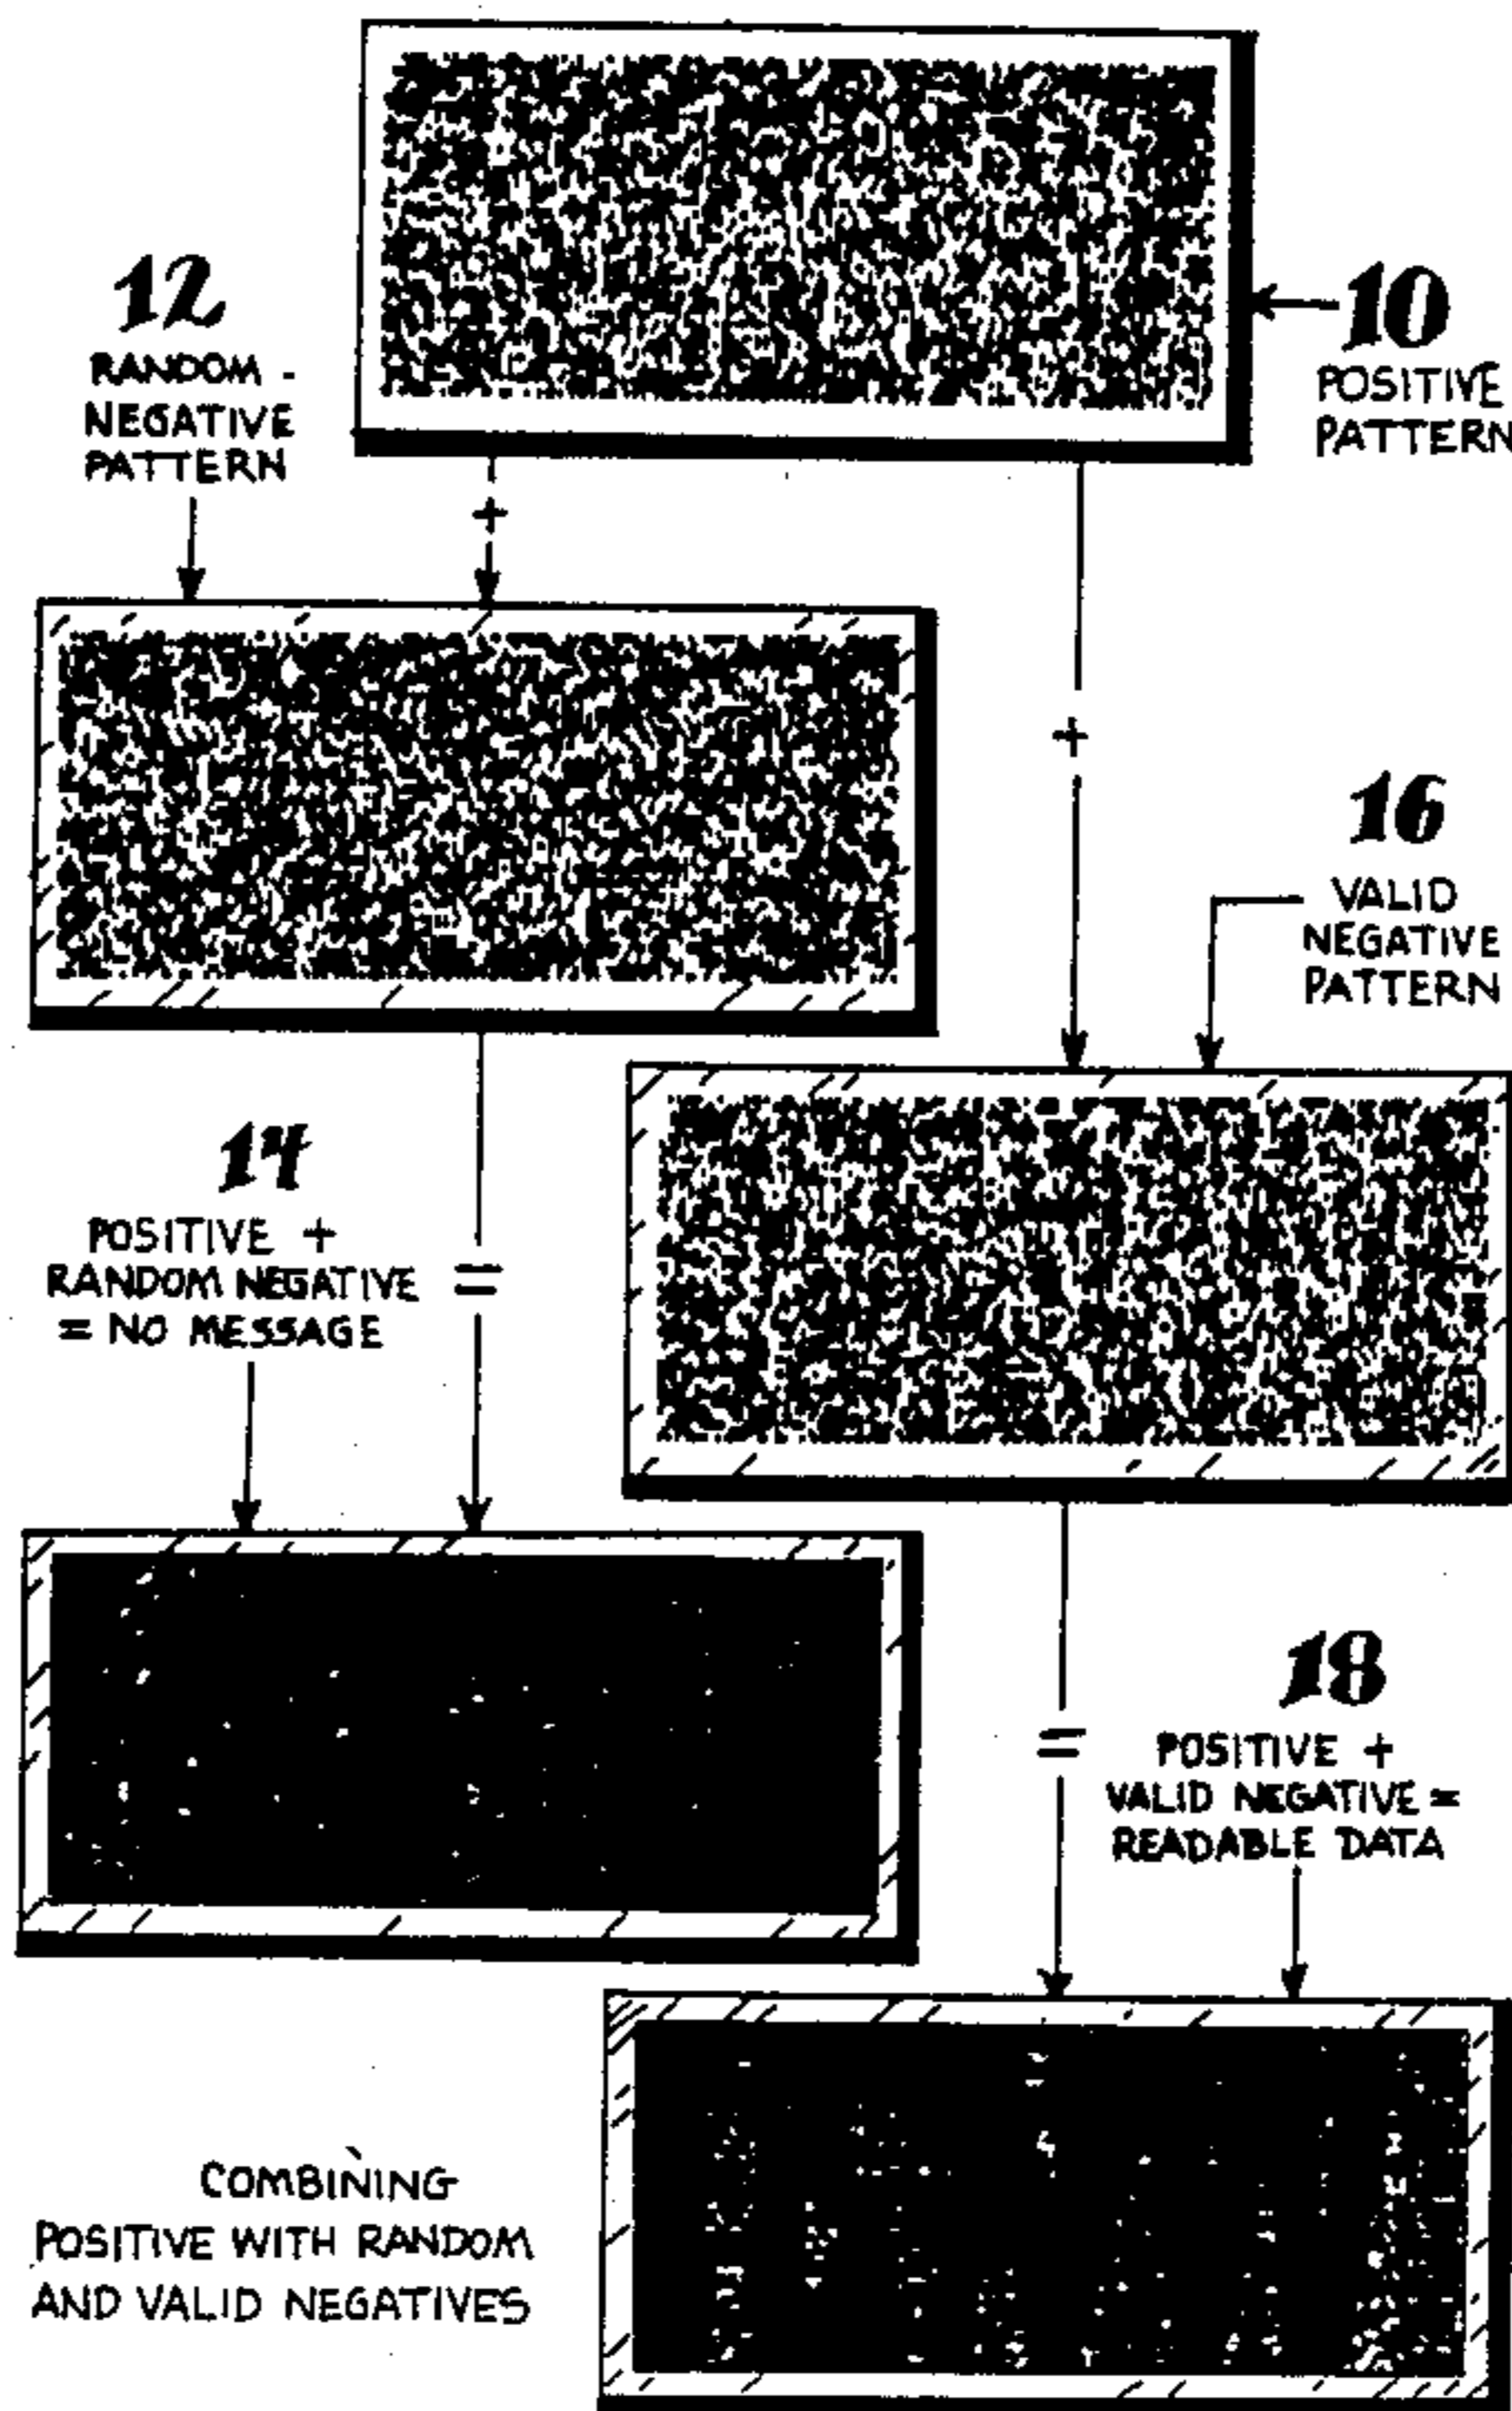 12
RANDOM -
NEGATIVE
PATTERN
10
POSITIVE
PATTERN
+
+
16
VALID
NEGATIVE
PATTERN
14
POSITIVE +
RANDOM NEGATIVE
= NO MESSAGE
=
18
POSITIVE +
VALID NEGATIVE =
READABLE DATA
=
COMBINING
POSITIVE WITH RANDOM
AND VALID NEGATIVES